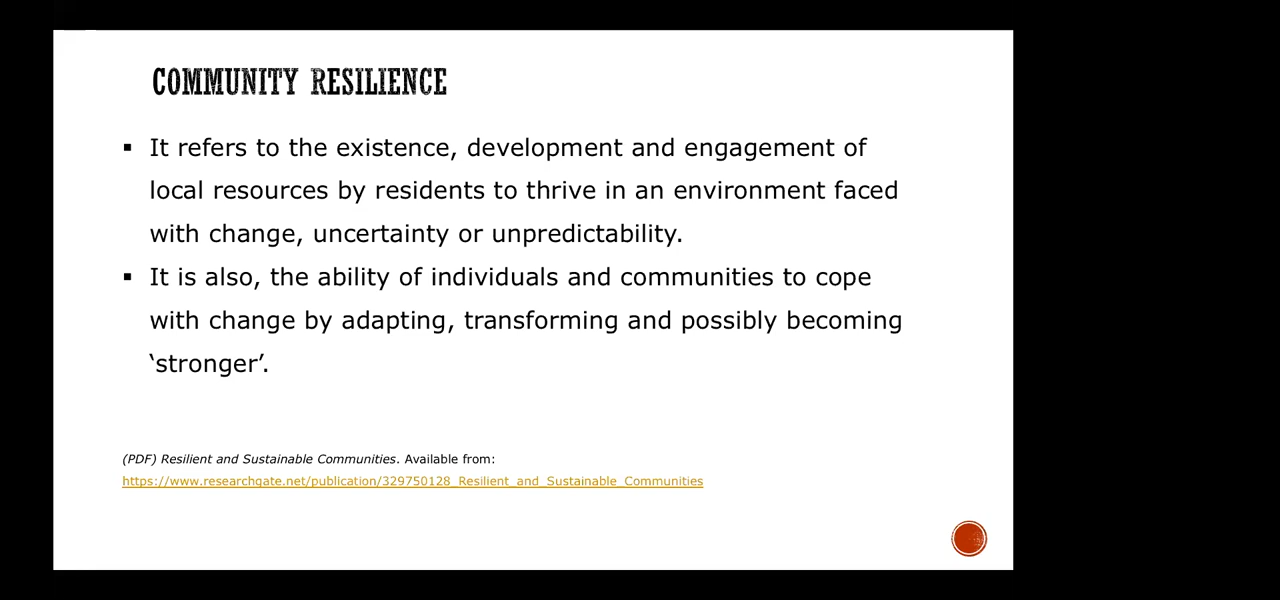 COMMUNITY RESILIENCE
▪ It refers to the existence, development and engagement of
local resources by residents to thrive in an environment faced
with change, uncertainty or unpredictability.
▪ It is also, the ability of individuals and communities to cope
with change by adapting, transforming and possibly becoming
‘stronger’.
(PDF) Resilient and Sustainable Communities. Available from:
https://www.researchgate.net/publication/329750128_Resilient_and_Sustainable_Communities